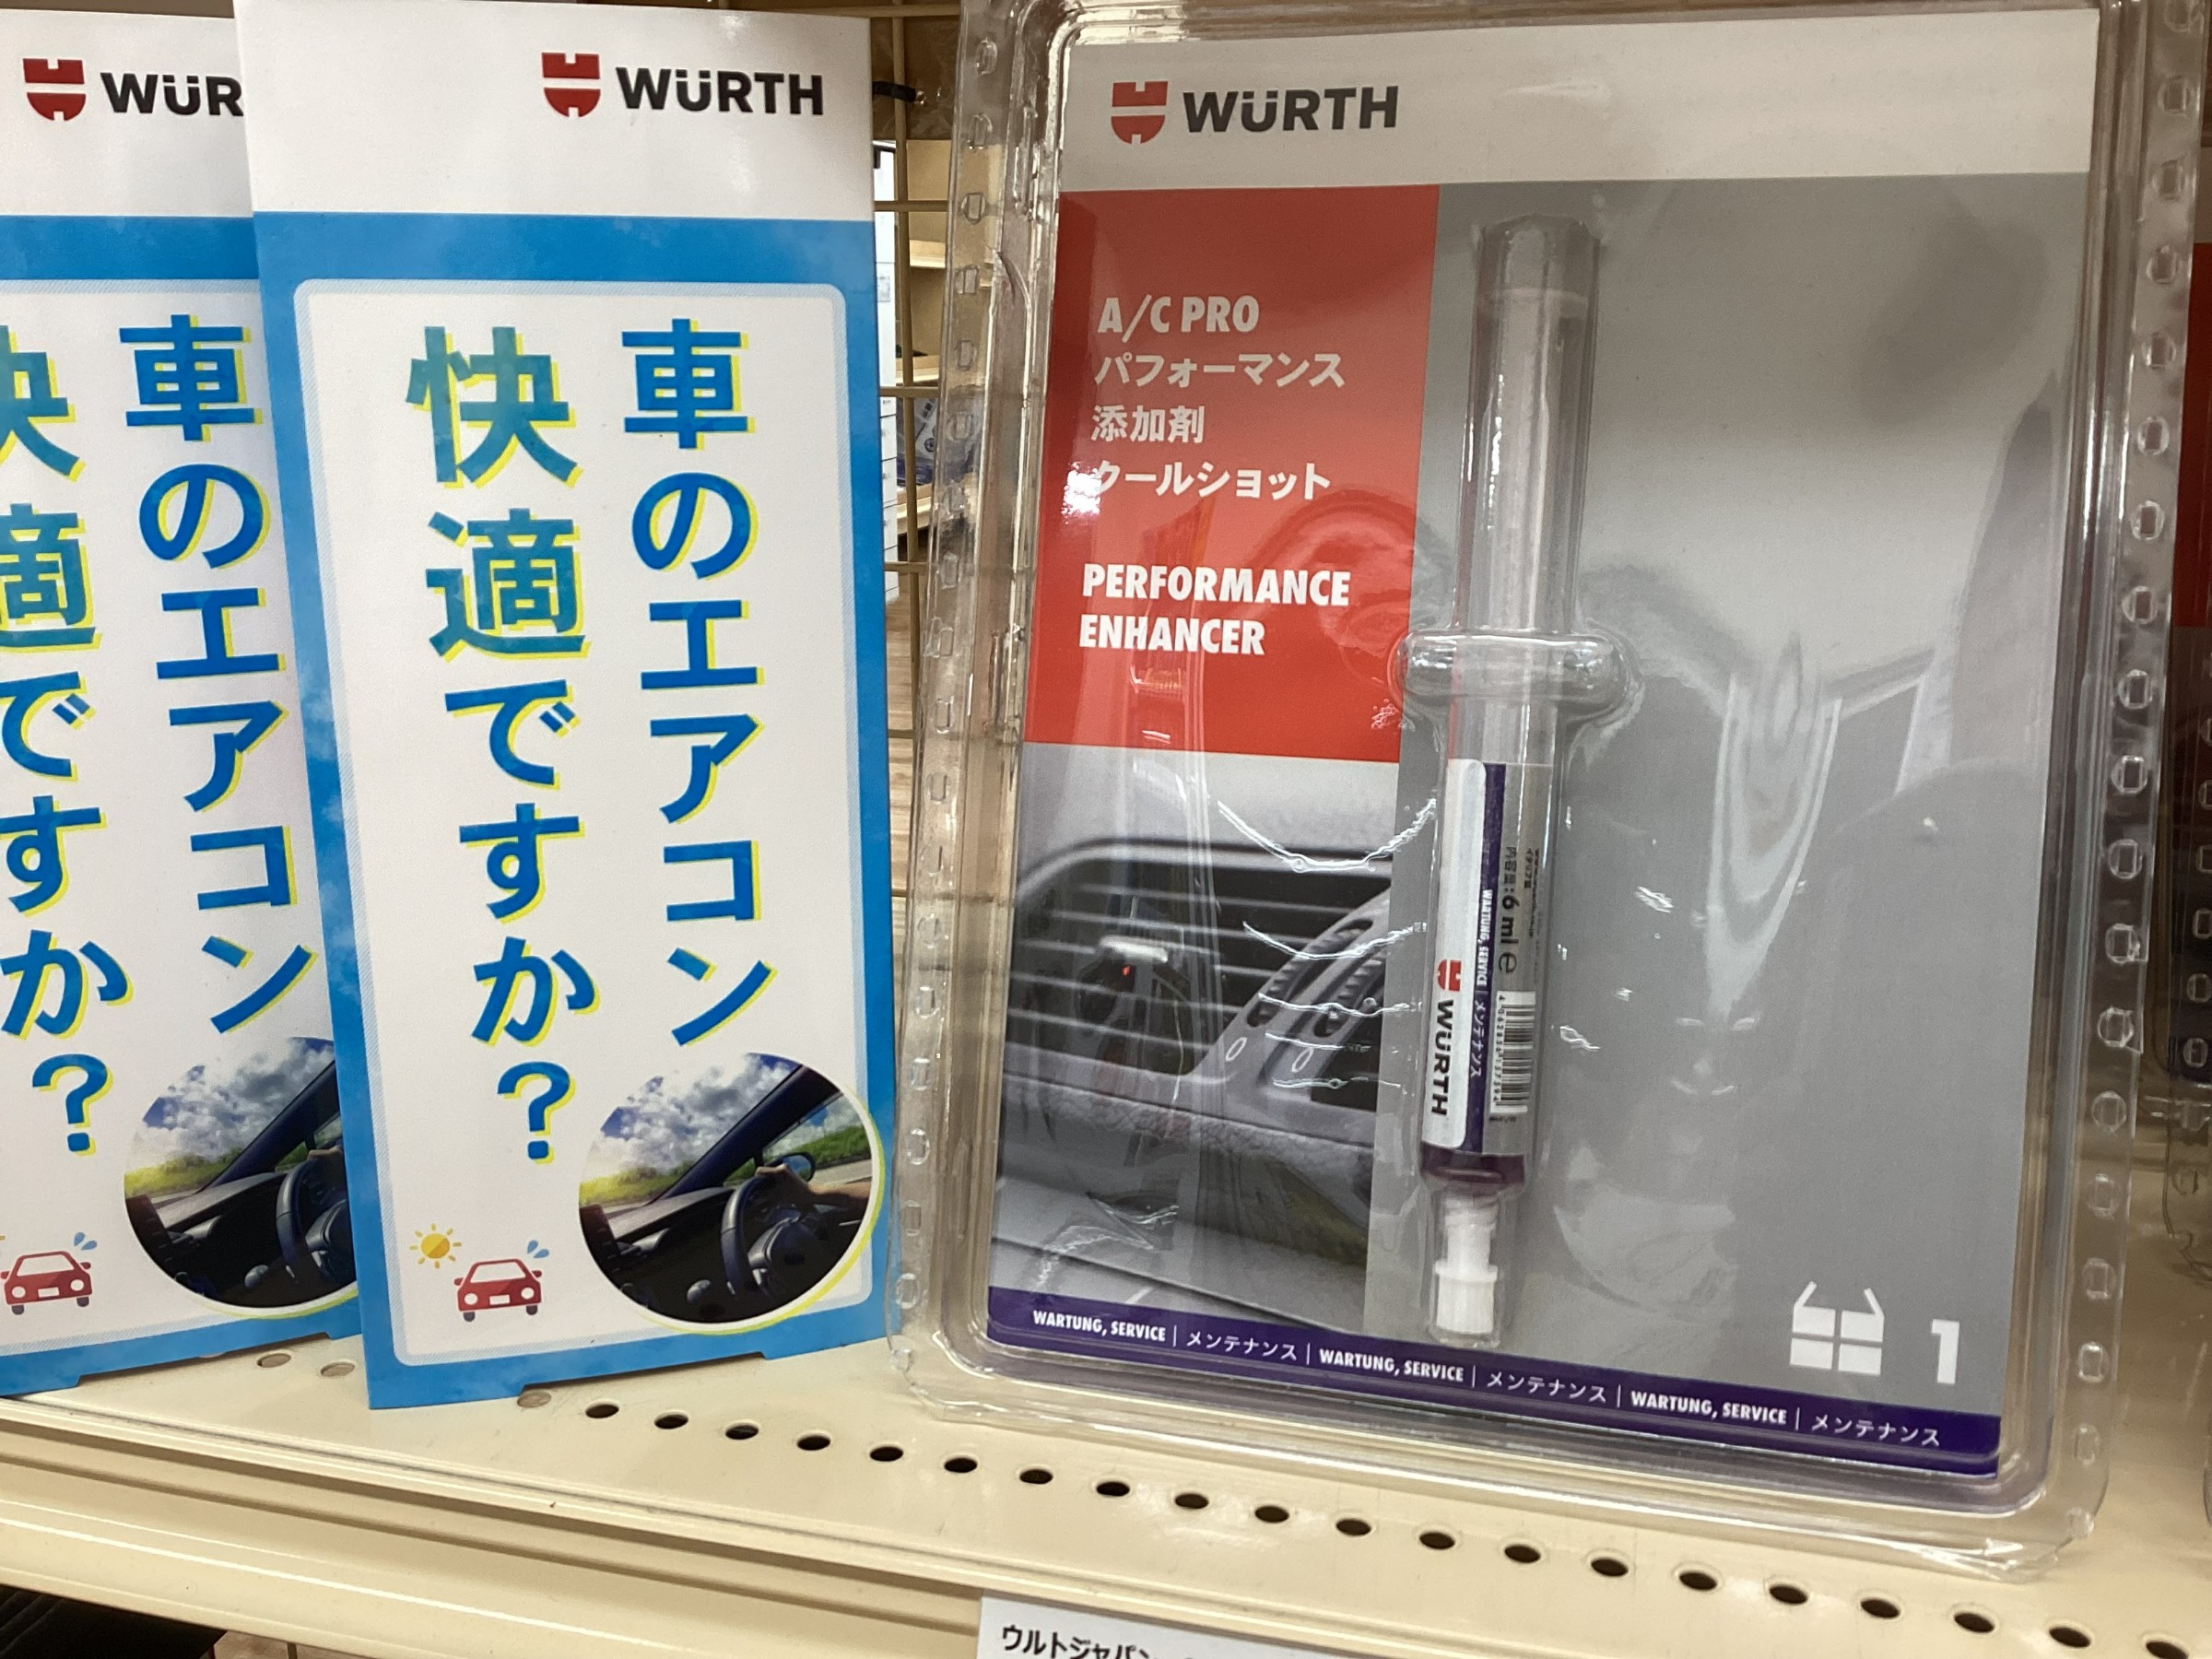 WÜR
車のエアコン
快適ですか?
WÜRTH
車のエアコン
快適ですか?
WÜRTH
A/C PRO
パフォーマンス
添加剤
クールショット
PERFORMANCE
ENHANCER
内容量:6 ml e
WARTUNG, SERVICE | メンテナンス
WÜRTH
1
WARTUNG, SERVICE | メンテナンス | WARTUNG, SERVICE | メンテナンス | WARTUNG, SERVICE | メンテナンス
ウルトジャパン